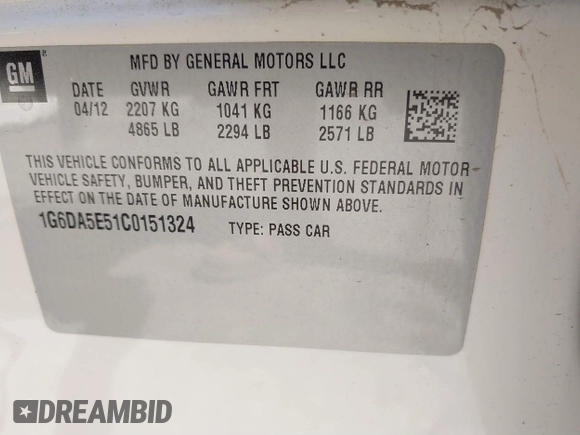 GM
MFD BY GENERAL MOTORS LLC
DATE GVWR GAWR FRT GAWR RR
04/12 2207 KG 1041 KG 1166 KG
4865 LB 2294 LB 2571 LB
THIS VEHICLE CONFORMS TO ALL APPLICABLE U.S. FEDERAL MOTOR
VEHICLE SAFETY, BUMPER, AND THEFT PREVENTION STANDARDS IN
EFFECT ON THE DATE OF MANUFACTURE SHOWN ABOVE.
1G6DA5E51C0151324 TYPE: PASS CAR
DREAMBID